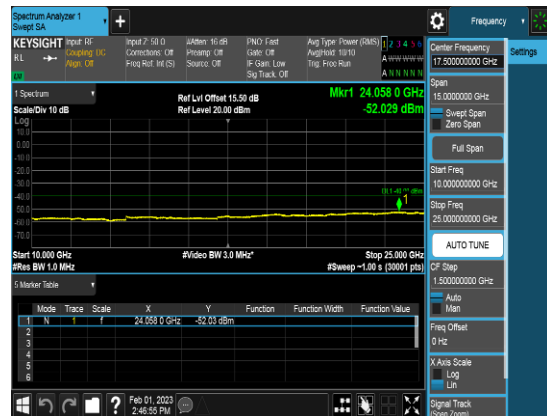 Spectrum Analyzer 1
Swept SA
Frequency
KEYSIGHT
RL
Input: RF
Coupling: DC
Align: Off
Input Z: 50 Ω
Corrections: Off
Freq Ref: Int (S)
#Atten: 16 dB
Preamp: Off
Source: Off
PNO: Fast
Gate: Off
IF Gain: Low
Sig Track: Off
Avg Type: Power (RMS)
Avg|Hold: 10/10
Trig: Free Run
1 2 3 4 5 6
A W W W W W
A N N N N N
LW
1 Spectrum
Scale/Div 10 dB
Log
Ref Lvl Offset 15.50 dB
Ref Level 20.00 dBm
Mkr1 24.058 0 GHz
-52.029 dBm
10.0
0.00
-10.0
-20.0
-30.0
-40.0
-50.0
-60.0
-70.0
1
Start 10.000 GHz
#Res BW 1.0 MHz
#Video BW 3.0 MHz*
Stop 25.000 GHz
#Sweep ~1.00 s (30001 pts)
5 Marker Table
Mode Trace Scale X Y Function Function Width Function Value
1 N 1 f 24.058 0 GHz -52.03 dBm
2
3
4
5
6
Feb 01, 2023
2:46:55 PM
Center Frequency
17.500000000 GHz
Span
15.0000000 GHz
Swept Span
Zero Span
Full Span
Start Freq
10.000000000 GHz
Stop Freq
25.000000000 GHz
AUTO TUNE
CF Step
1.500000000 GHz
Auto
Man
Freq Offset
0 Hz
X Axis Scale
Log
Lin
Signal Track
(Span Zoom)
Settings